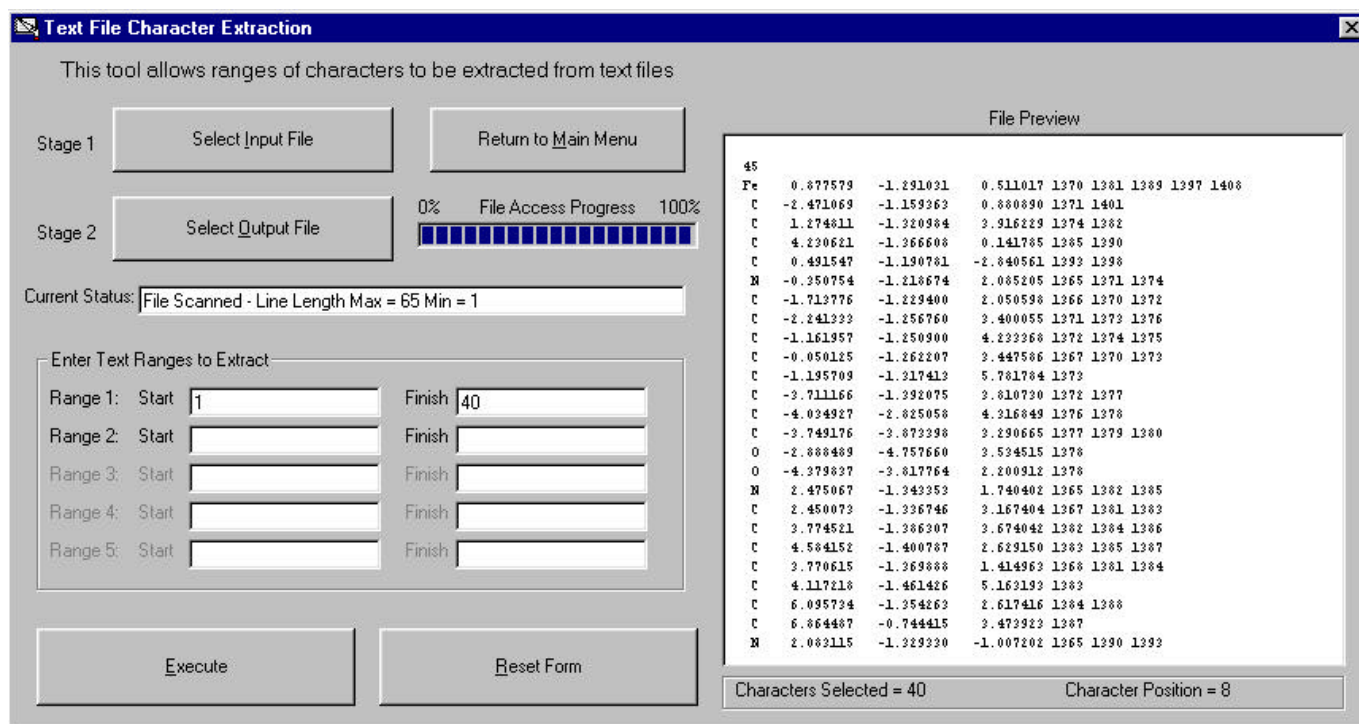 Text File Character Extraction
This tool allows ranges of characters to be extracted from text files
Stage 1
Select Input File
Return to Main Menu
Stage 2
Select Output File
0% File Access Progress 100%
Current Status: File Scanned - Line Length Max = 65 Min = 1
Enter Text Ranges to Extract
Range 1: Start 1 Finish 40
Range 2: Start Finish
Range 3: Start Finish
Range 4: Start Finish
Range 5: Start Finish
Execute
Reset Form
File Preview
45
Fe 0.877579 -1.291031 0.511017 1370 1381 1389 1397 1408
C -2.471069 -1.159363 0.880890 1371 1401
C 1.274811 -1.320984 3.916229 1374 1382
C 4.230621 -1.366608 0.141785 1385 1390
C 0.491547 -1.190781 -2.840561 1393 1398
N -0.350754 -1.218674 2.085205 1365 1371 1374
C -1.713776 -1.229400 2.050598 1366 1370 1372
C -2.241333 -1.256760 3.400055 1371 1373 1376
C -1.161957 -1.250900 4.233368 1372 1374 1375
C -0.050125 -1.262207 3.447586 1367 1370 1373
C -1.195709 -1.317413 5.781784 1373
C -3.711166 -1.392075 3.810730 1372 1377
C -4.034927 -2.825058 4.316849 1376 1378
C -3.749176 -3.873398 3.290665 1377 1379 1380
O -2.888489 -4.757660 3.534515 1378
O -4.379837 -3.817764 2.200912 1378
N 2.475067 -1.343353 1.740402 1365 1382 1385
C 2.450073 -1.336746 3.167404 1367 1381 1383
C 3.774521 -1.386307 3.674042 1382 1384 1386
C 4.584152 -1.400787 2.629150 1383 1385 1387
C 3.770615 -1.369888 1.414963 1368 1381 1384
C 4.117218 -1.461426 5.163193 1383
C 6.095734 -1.354263 2.617416 1384 1388
C 6.864487 -0.744415 3.473923 1387
N 2.083115 -1.329330 -1.007202 1365 1390 1393
Characters Selected = 40 Character Position = 8